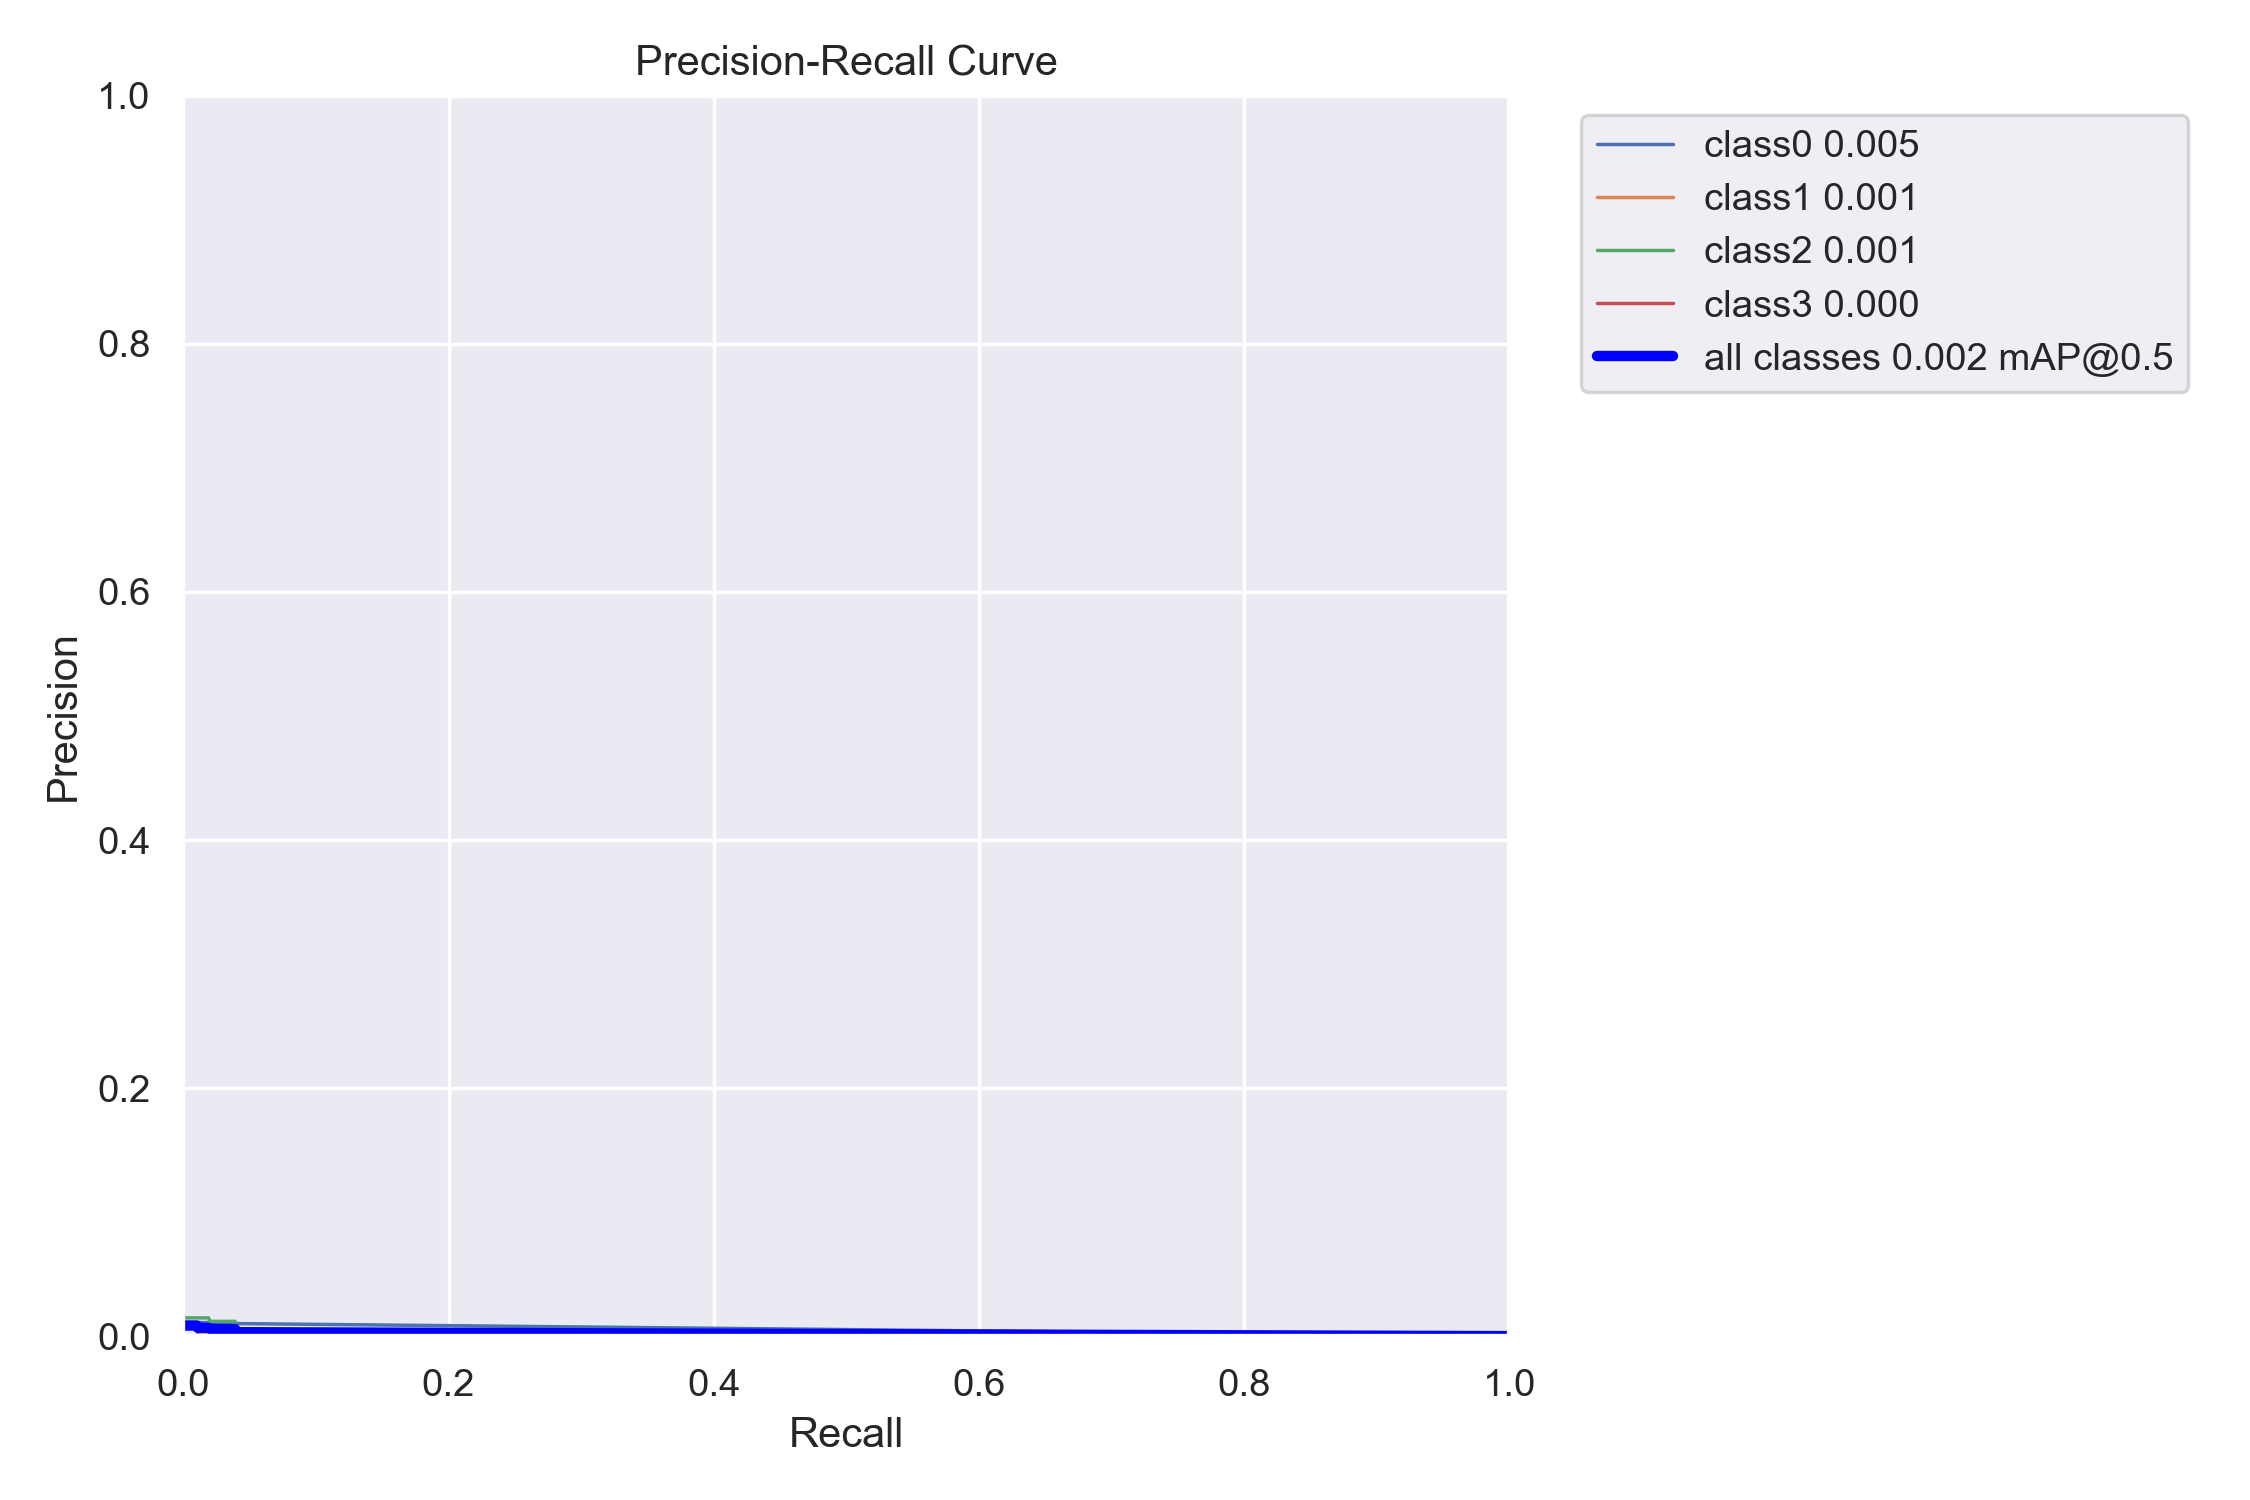 Precision-Recall Curve
1.0
0.8
0.6
0.4
0.2
0.0
Precision
0.0 0.2 0.4 0.6 0.8 1.0
Recall
class0 0.005
class1 0.001
class2 0.001
class3 0.000
all classes 0.002 mAP@0.5